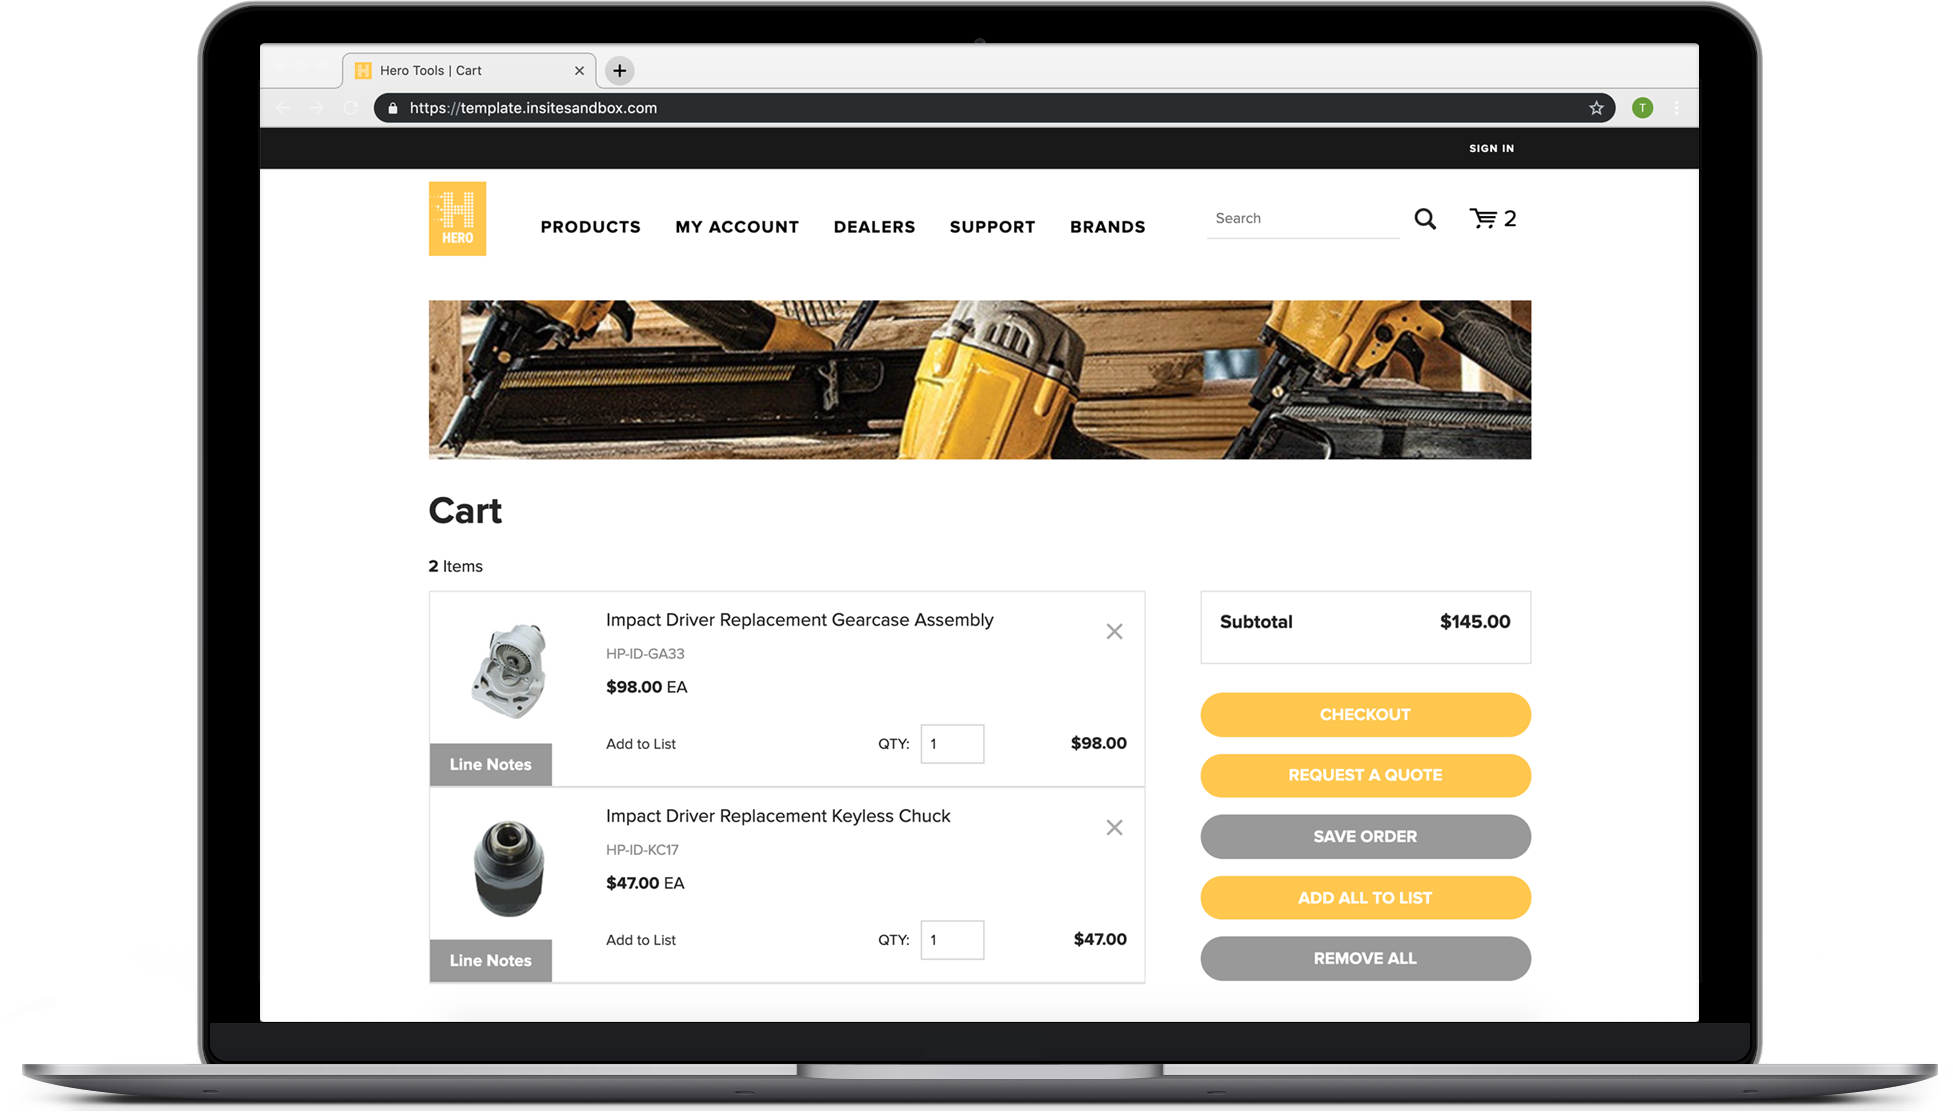 Hero Tools | Cart
https://template.insitesandbox.com
T
SIGN IN
HERO
PRODUCTS MY ACCOUNT DEALERS SUPPORT BRANDS
Search
2
Cart
2 Items
Impact Driver Replacement Gearcase Assembly
HP-ID-GA33
$98.00 EA
Add to List QTY: 1 $98.00
Line Notes
Impact Driver Replacement Keyless Chuck
HP-ID-KC17
$47.00 EA
Add to List QTY: 1 $47.00
Line Notes
Subtotal $145.00
CHECKOUT
REQUEST A QUOTE
SAVE ORDER
ADD ALL TO LIST
REMOVE ALL